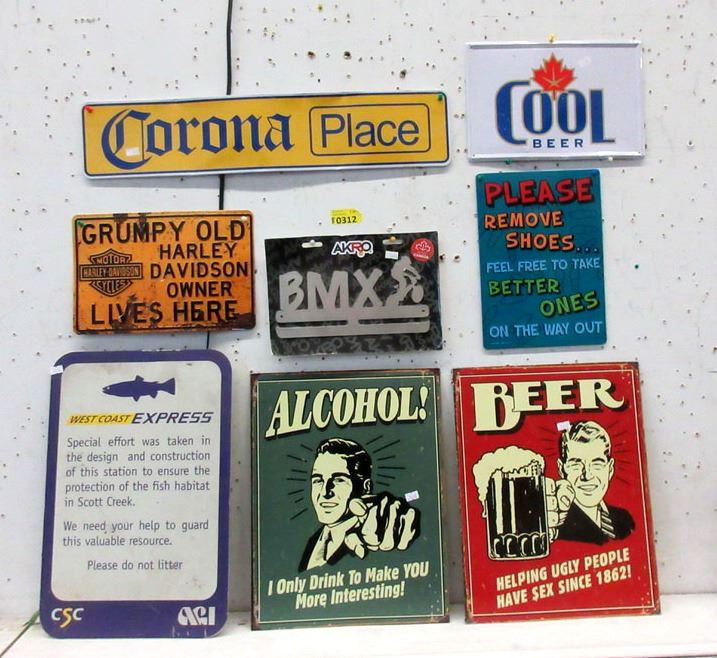 Corona Place
COOL
BEER
GRUMPY OLD
HARLEY
MOTOR
HARLEY-DAVIDSON
CYCLES
DAVIDSON
OWNER
LIVES HERE
0312
AKRO
BMX
PLEASE
REMOVE
SHOES...
FEEL FREE TO TAKE
BETTER
ONES
ON THE WAY OUT
WEST COAST EXPRESS
Special effort was taken in
the design and construction
of this station to ensure the
protection of the fish habitat
in Scott Creek.
We need your help to guard
this valuable resource.
Please do not litter
CSC
ALCOHOL!
I Only Drink To Make YOU
More Interesting!
BEER
HELPING UGLY PEOPLE
HAVE $EX SINCE 1862!